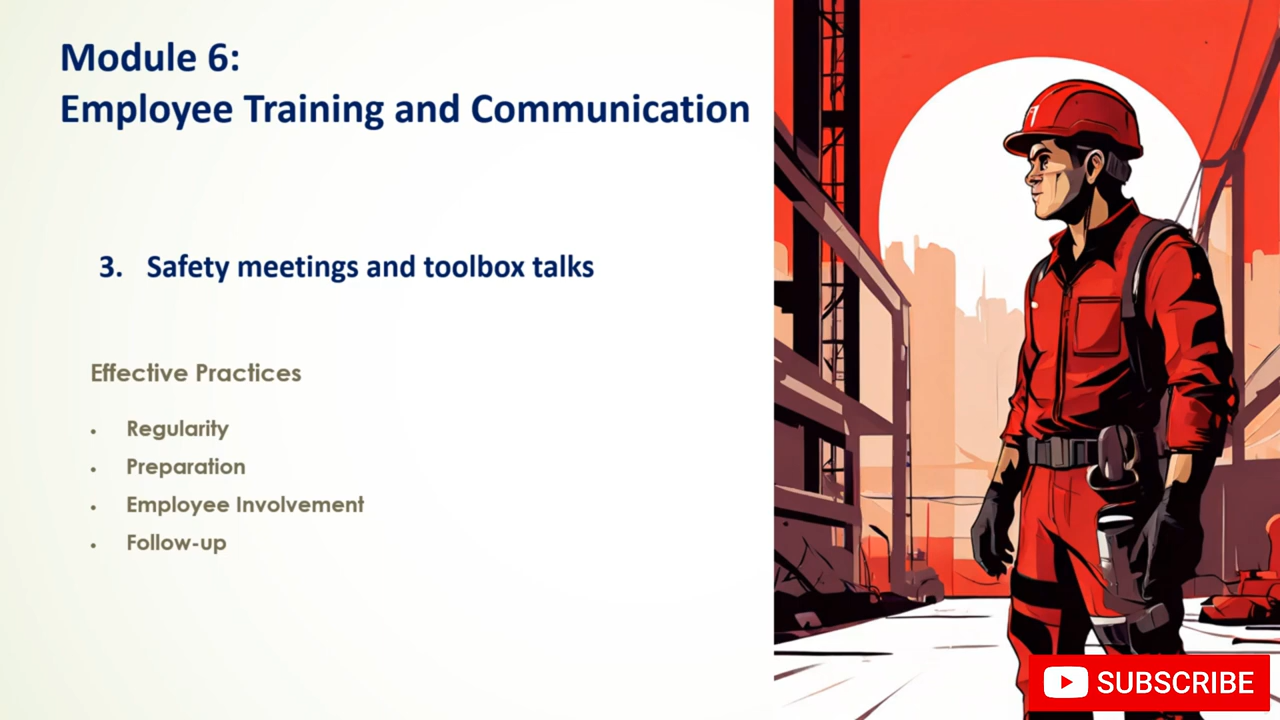 Module 6:
Employee Training and Communication
3. Safety meetings and toolbox talks
Effective Practices
• Regularity
• Preparation
• Employee Involvement
• Follow-up
SUBSCRIBE